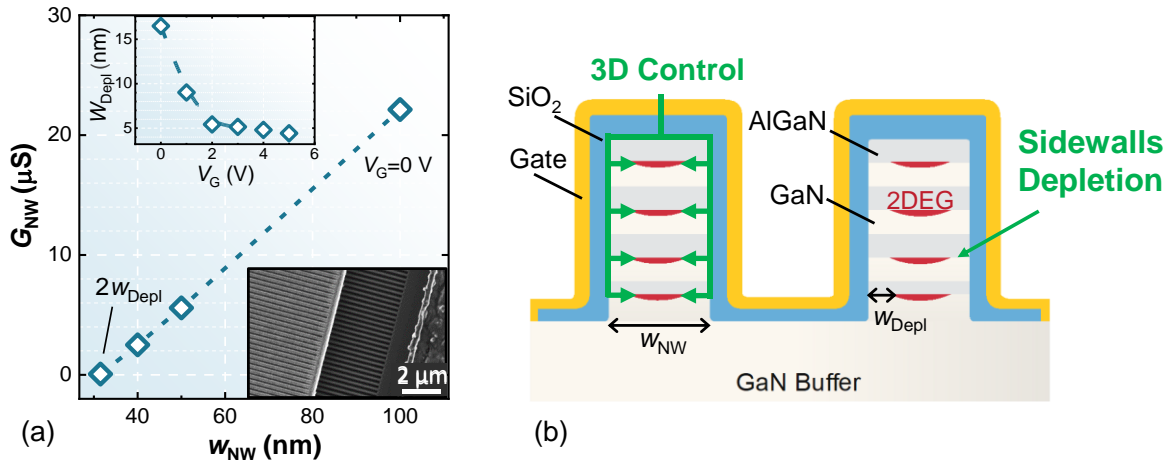 30
20
10
0
G_NW (μS)
40
60
80
100
w_NW (nm)
15
10
5
W_Depl (nm)
0
2
4
6
V_G (V)
V_G=0 V
2w_Depl
2 μm
(a)
3D Control
SiO₂
Gate
AlGaN
GaN
2DEG
Sidewalls
Depletion
w_NW
w_Depl
GaN Buffer
(b)